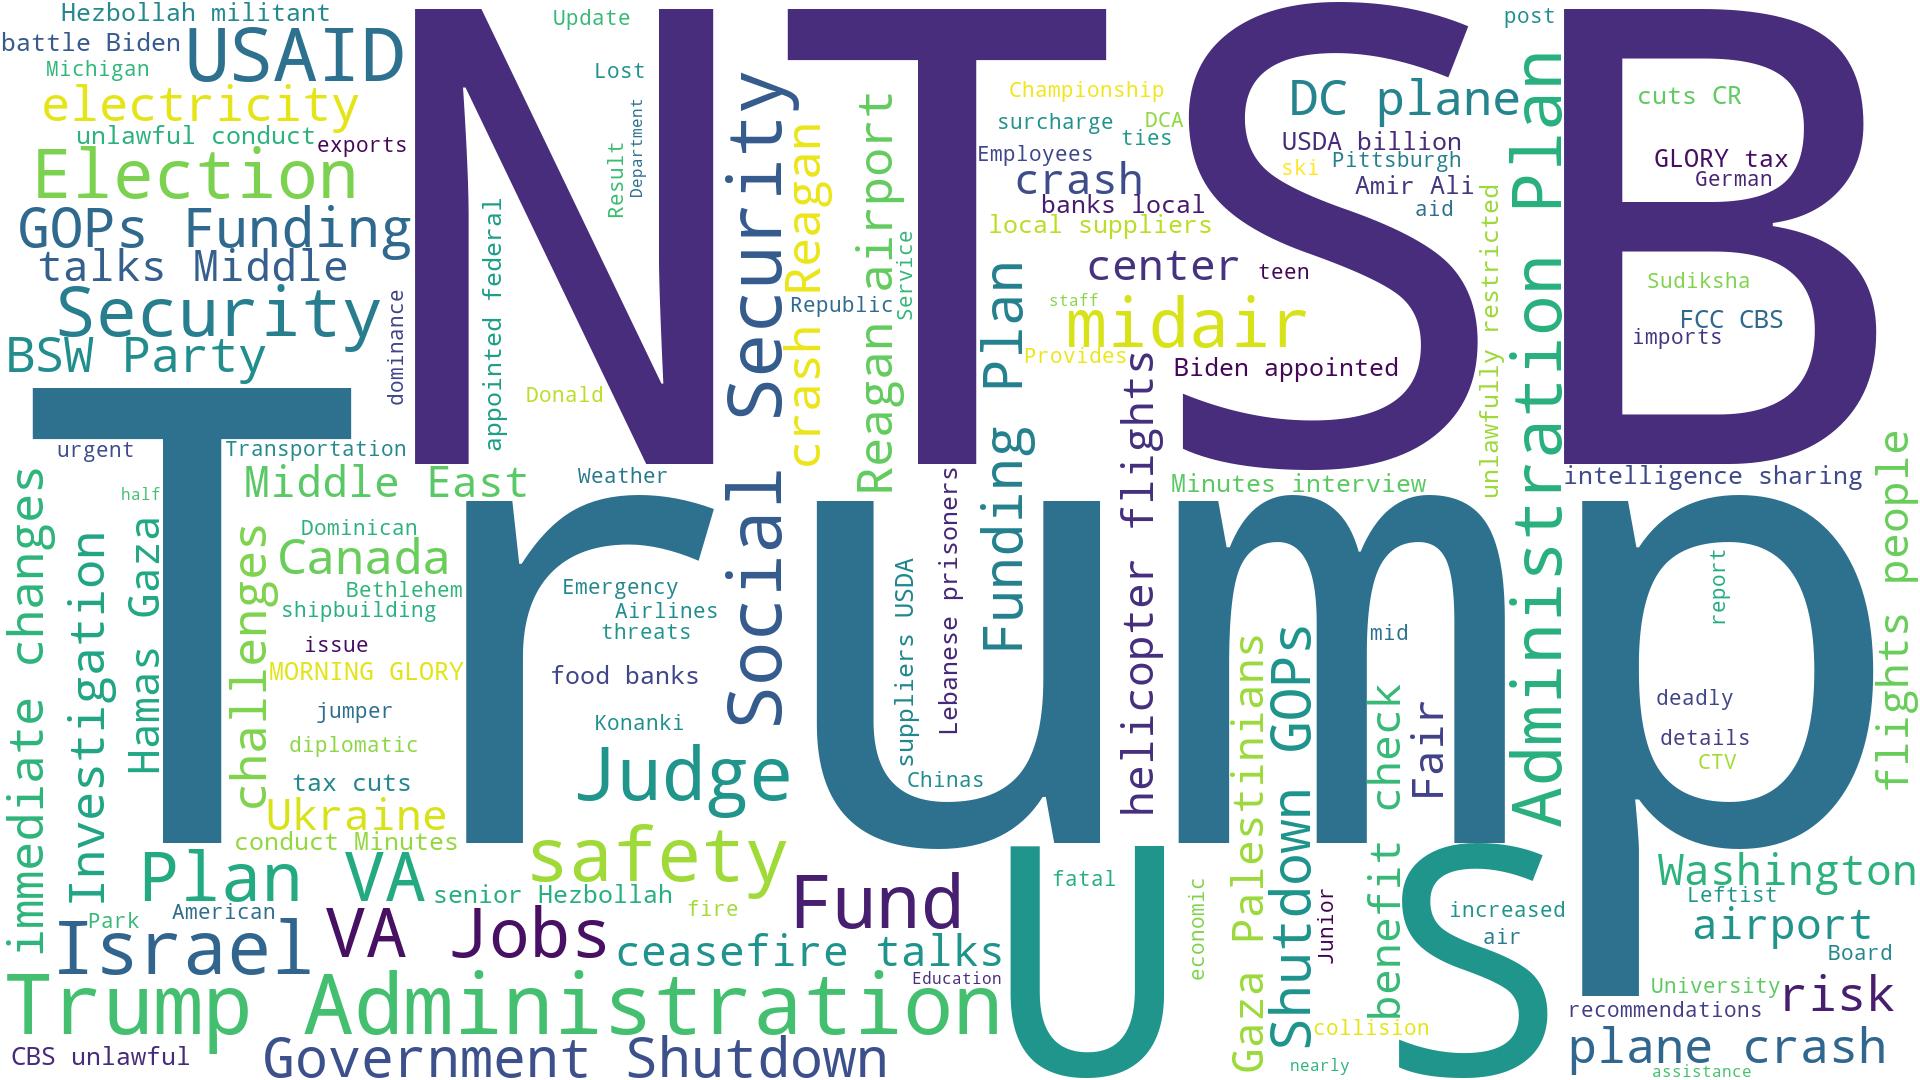 Hezbollah militant
battle Biden
USAID
Michigan
electricity
unlawful conduct
exports
Election
GOPs Funding
talks Middle
Security
BSW Party
dominance
NTSB
Update
Lost
Result
Department
appointed federal
Donald
Social Security
crash Reagan
Reagan airport
Service
Republic
Championship
surcharge
DCA
ties
Employees
crash
banks local
local suppliers
center
teen
staff
midair
Provides
Biden appointed
Funding Plan
helicopter flights
DC plane
USDA billion
ski
Pittsburgh
Amir Ali
aid
post
unlawfully restricted
Administration Plan
cuts CR
GLORY tax
German
Sudiksha
FCC CBS
imports
Minutes interview
intelligence sharing
flights people
Trump
urgent
Transportation
half
Middle East
Weather
immediate changes
Investigation
Hamas Gaza
challenges
Dominican
Canada
Bethlehem
shipbuilding
issue
MORNING GLORY
jumper
diplomatic
tax cuts
Ukraine
conduct Minutes
Emergency
Airlines
threats
food banks
Konanki
Judge
suppliers USDA
Lebanese prisoners
Chinas
mid
report
deadly
details
CTV
Gaza Palestinians
Shutdown GOPs
benefit check
Fair
safety
Plan VA
senior Hezbollah
fire
Fund
Park
American
Israel
VA Jobs
ceasefire talks
Education
Trump Administration
CBS unlawful
Government Shutdown
US
fatal
economic
Junior
collision
nearly
increased
air
Washington
Leftist
airport
Board
University
risk
recommendations
plane crash
assistance